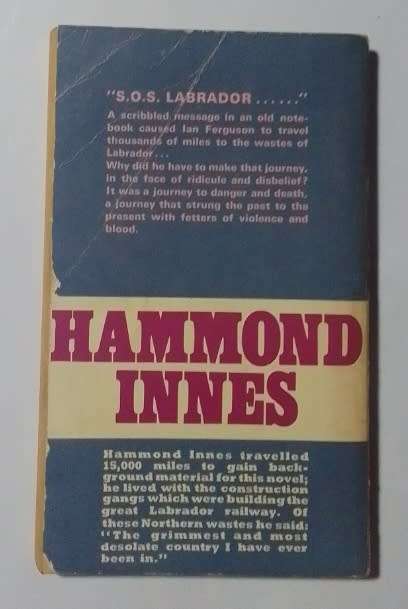 "S.O.S. LABRADOR ......"
A scribbled message in an old note-
book caused Ian Ferguson to travel
thousands of miles to the wastes of
Labrador...
Why did he have to make that journey,
in the face of ridicule and disbelief?
It was a journey to danger and death,
a journey that strung the past to the
present with fetters of violence and
blood.
HAMMOND
INNES
Hammond Innes travelled
15,000 miles to gain back-
ground material for this novel;
he lived with the construction
gangs which were building the
great Labrador railway. Of
these Northern wastes he said:
"The grimmest and most
desolate country I have ever
been in."